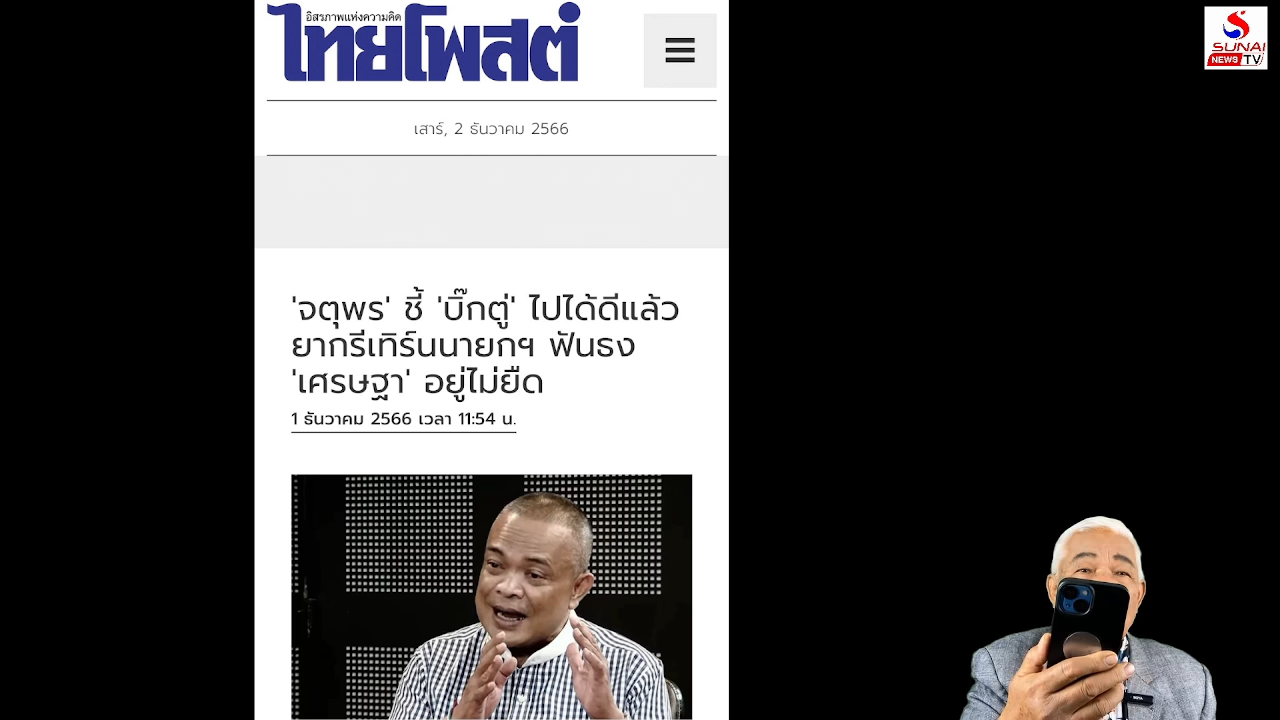 อิสรภาพแห่งความคิด
ไทยโพสต์
SUNAI
NEWS TV
เสาร์, 2 ธันวาคม 2566
'จตุพร' ชี้ 'บิ๊กตู่' ไปได้ดีแล้ว
ยากรีเทิร์นนายกฯ ฟันธง
'เศรษฐา' อยู่ไม่ยืด
1 ธันวาคม 2566 เวลา 11:54 น.